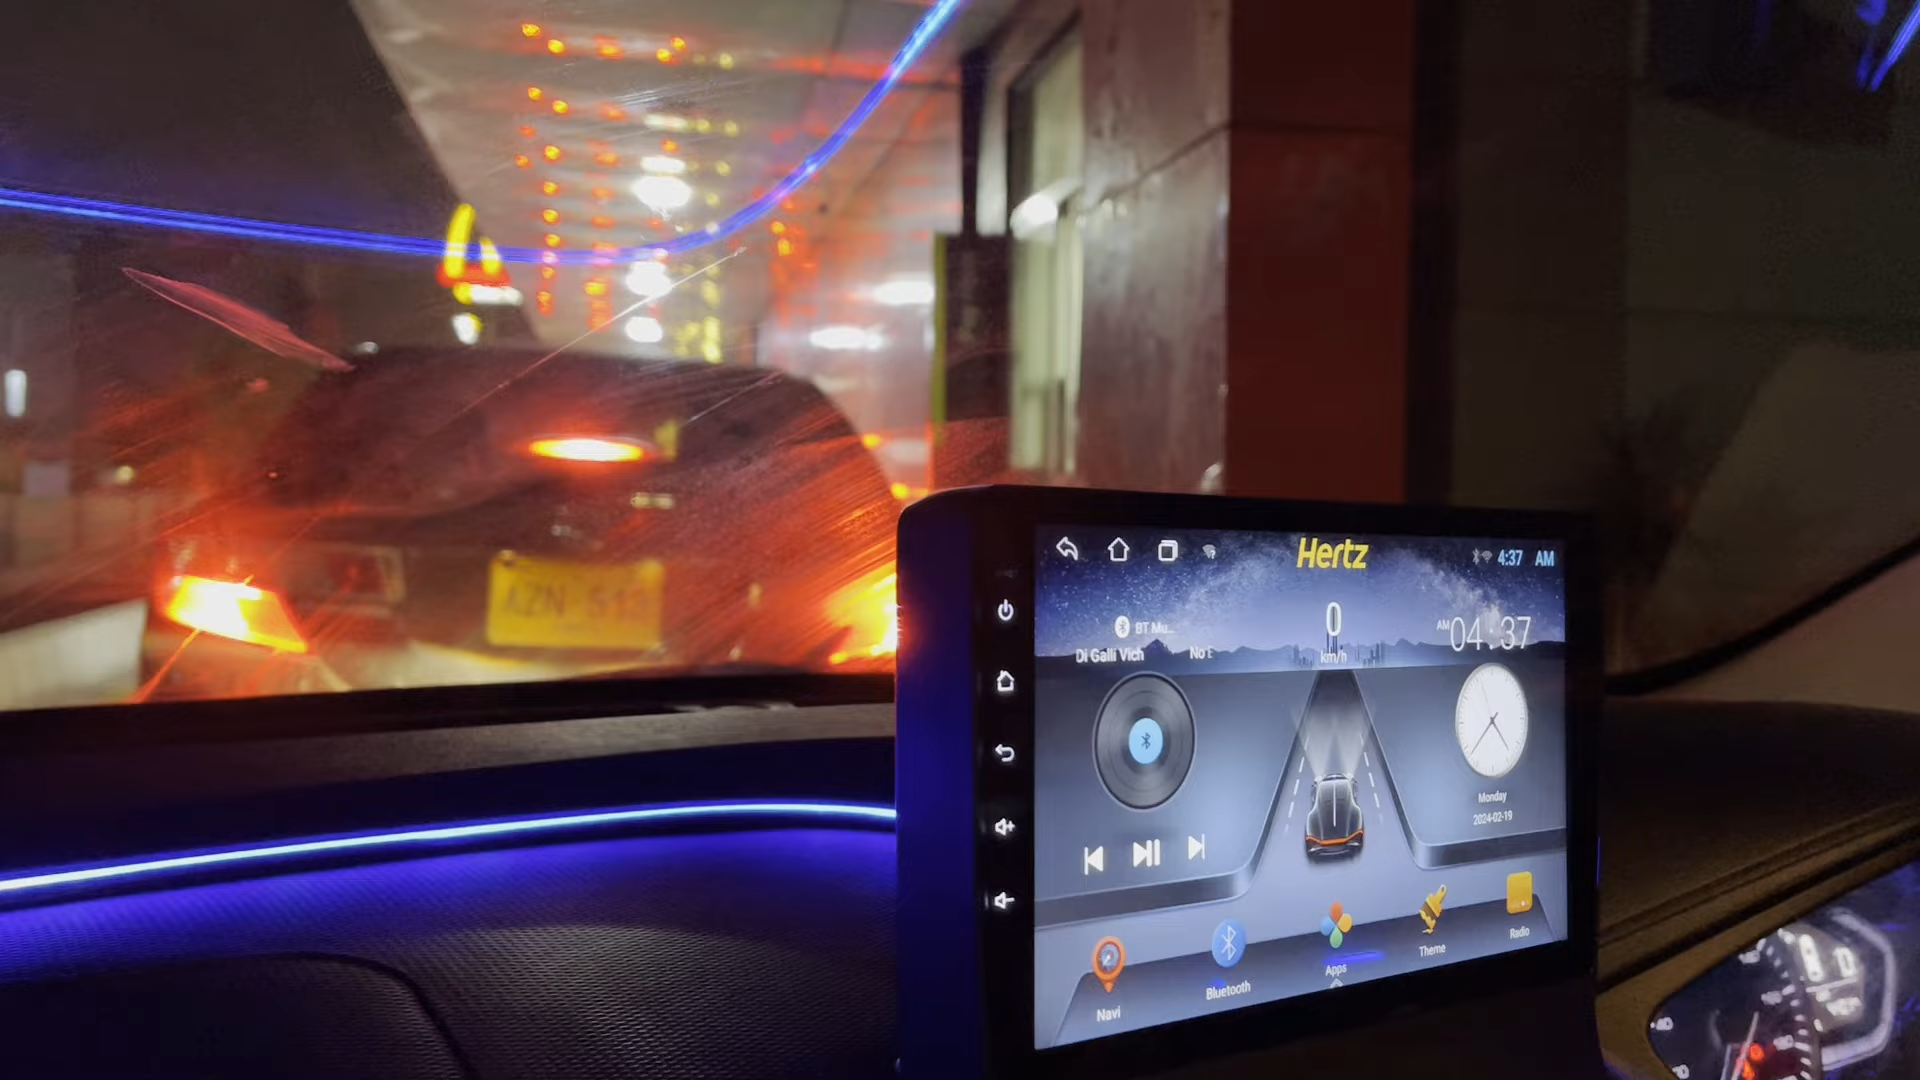 Hertz
4:37 AM
BT Mu...
0
AM 04:37
Di Galli Vich
No E
km/h
Monday
2024-02-19
Navi
Bluetooth
Apps
Theme
Radio